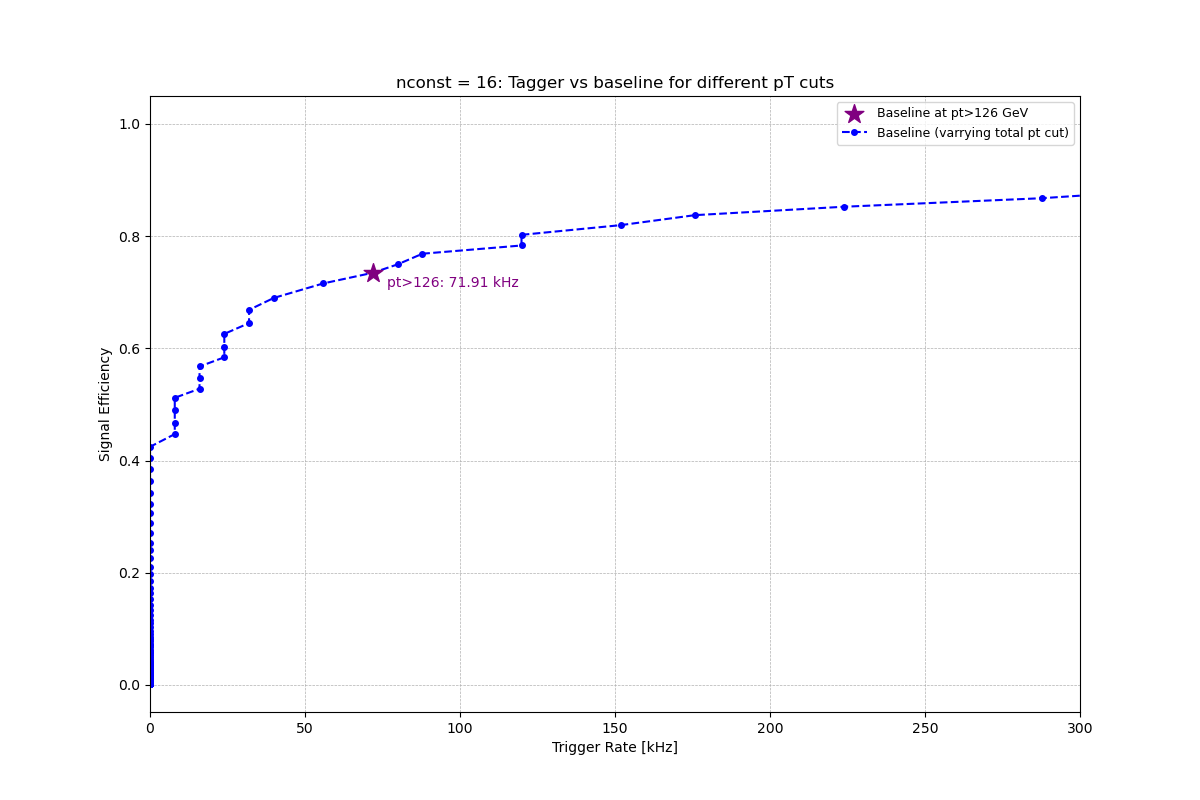 nconst = 16: Tagger vs baseline for different pT cuts
Baseline at pt>126 GeV
Baseline (varrying total pt cut)
1.0
0.8
0.6
0.4
0.2
0.0
Signal Efficiency
pt>126: 71.91 kHz
0 50 100 150 200 250 300
Trigger Rate [kHz]